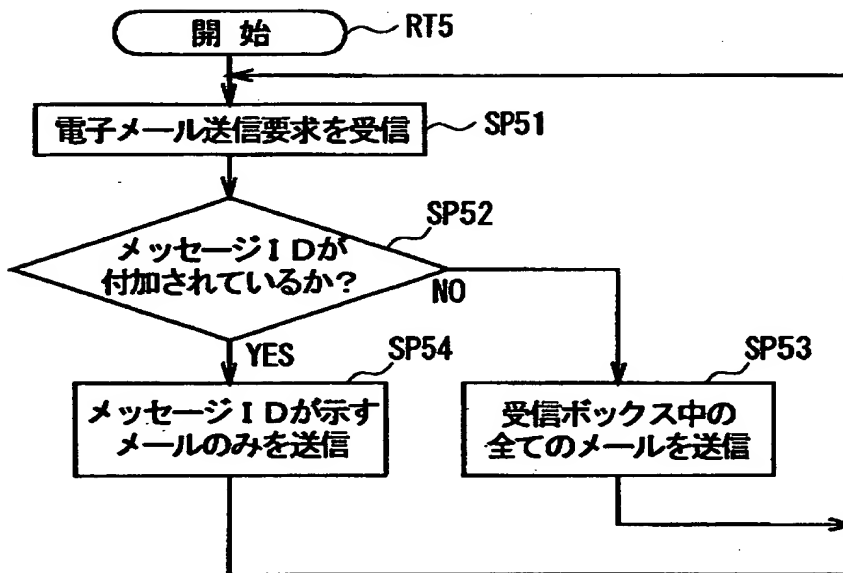 開始
RT5
電子メール送信要求を受信
SP51
SP52
メッセージIDが
付加されているか?
NO
YES
SP54
SP53
メッセージIDが示す
メールのみを送信
受信ボックス中の
全てのメールを送信